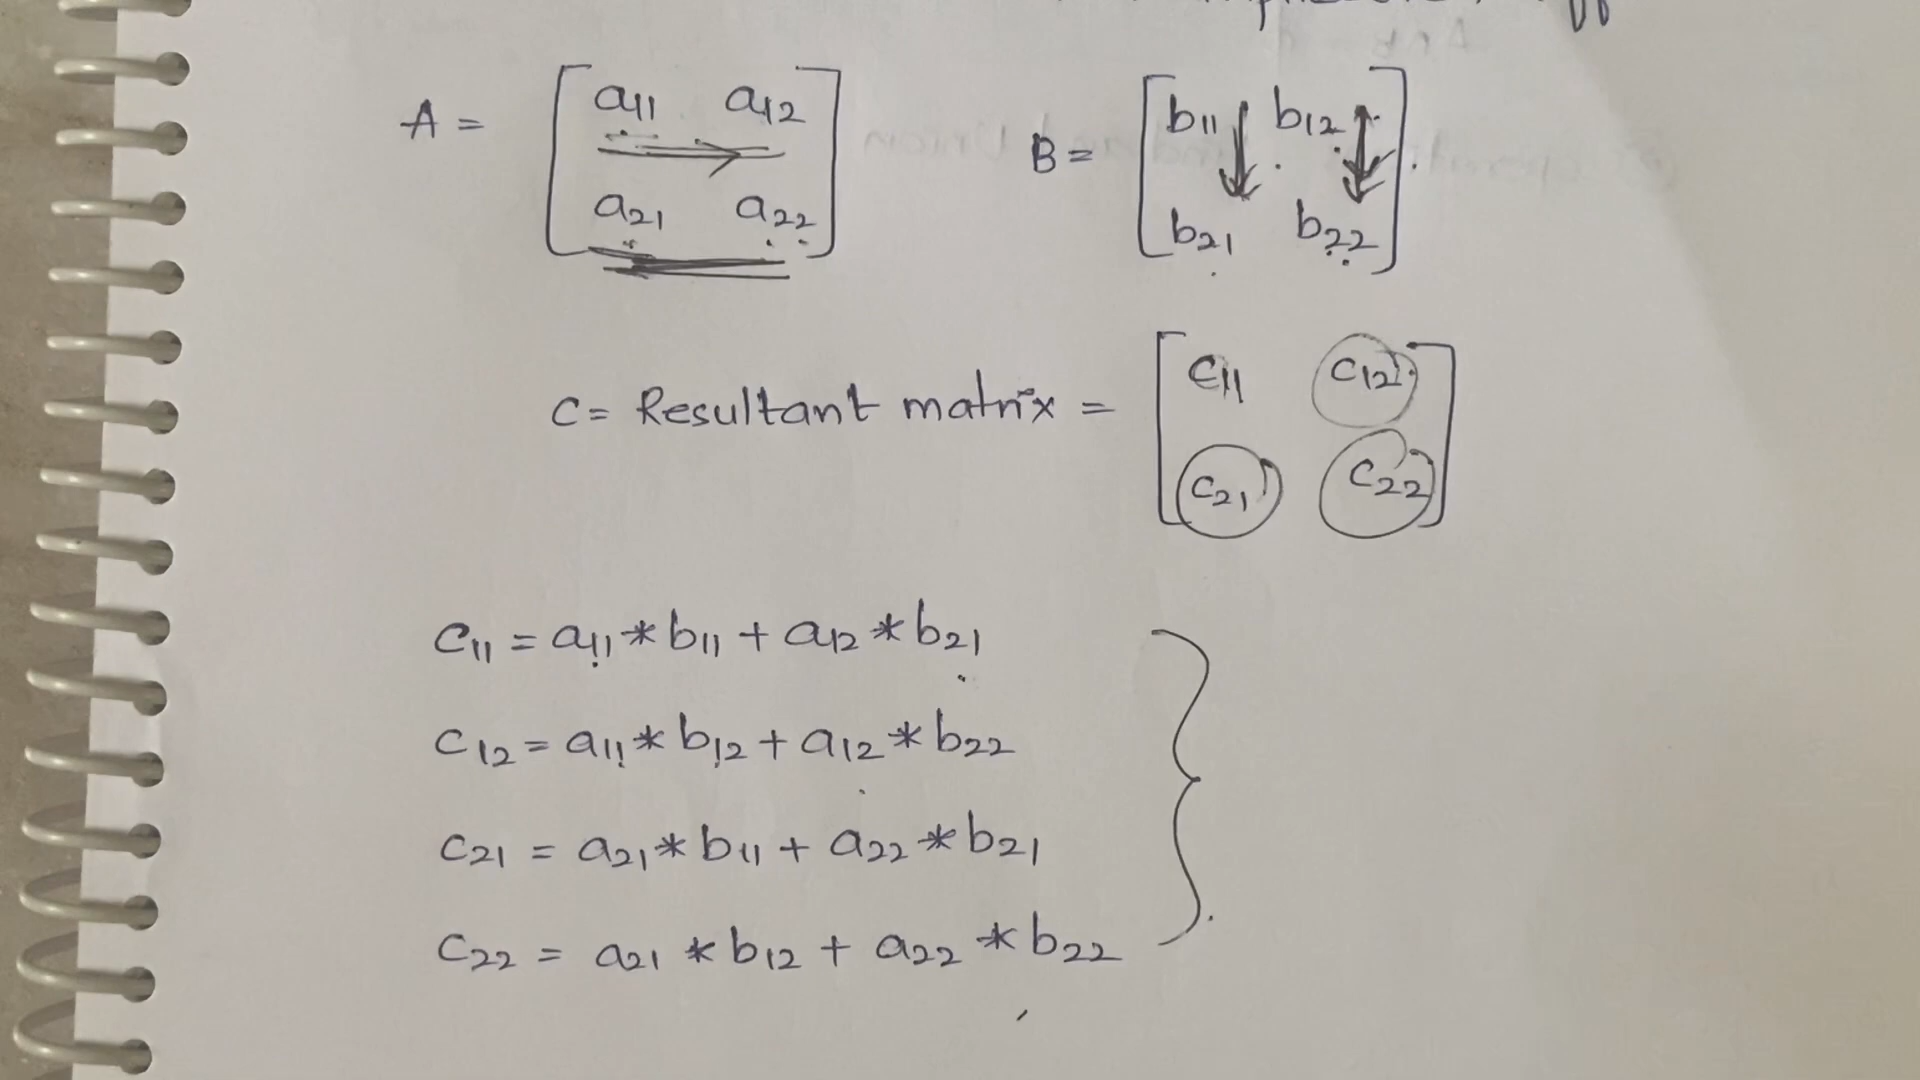 A = [ a11 a12
a21 a22 ]
B = [ b11 b12
b21 b22 ]
C = Resultant matrix = [ C11 C12
C21 C22 ]
C11 = a11 * b11 + a12 * b21
C12 = a11 * b12 + a12 * b22
C21 = a21 * b11 + a22 * b21
C22 = a21 * b12 + a22 * b22